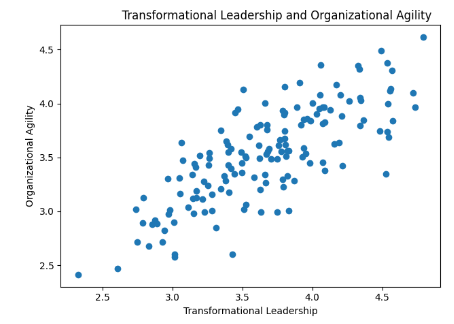 Transformational Leadership and Organizational Agility
4.5
4.0
3.5
3.0
2.5
Organizational Agility
2.5 3.0 3.5 4.0 4.5
Transformational Leadership